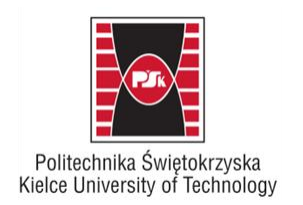 PŚk
Politechnika Świętokrzyska
Kielce University of Technology